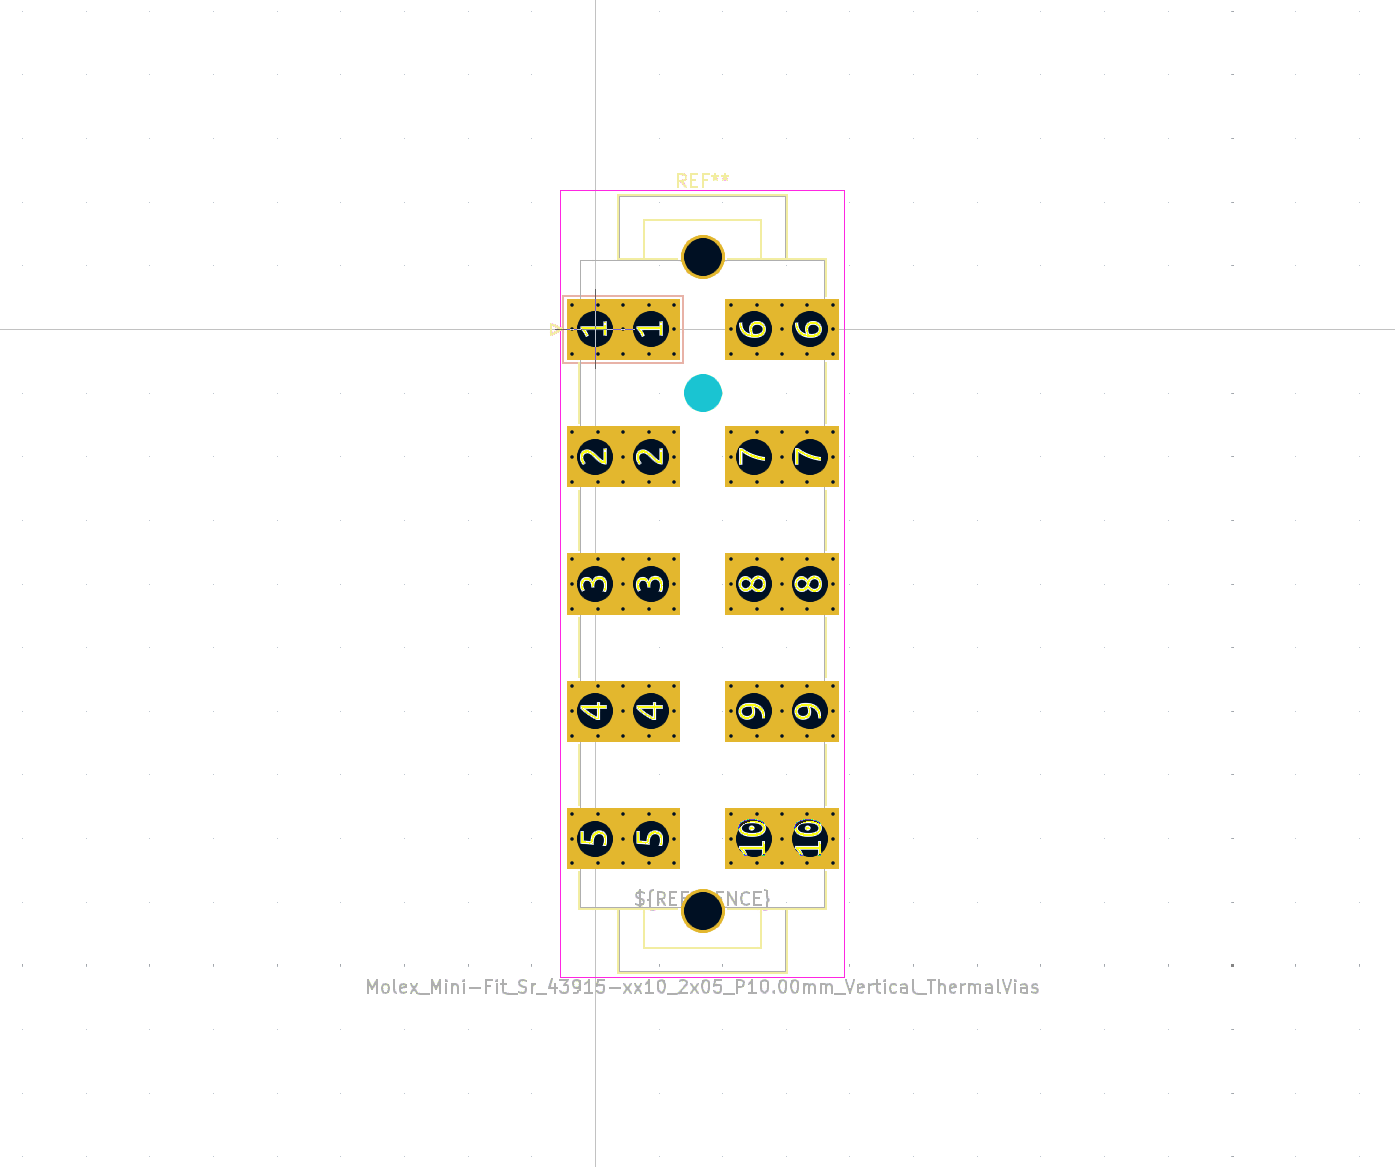 REF**
1 1 6 6
2 2 7 7
3 3 8 8
4 4 9 9
5 5 10 10
${REFERENCE}
Molex_Mini-Fit_Sr_43915-xx10_2x05_P10.00mm_Vertical_ThermalVias